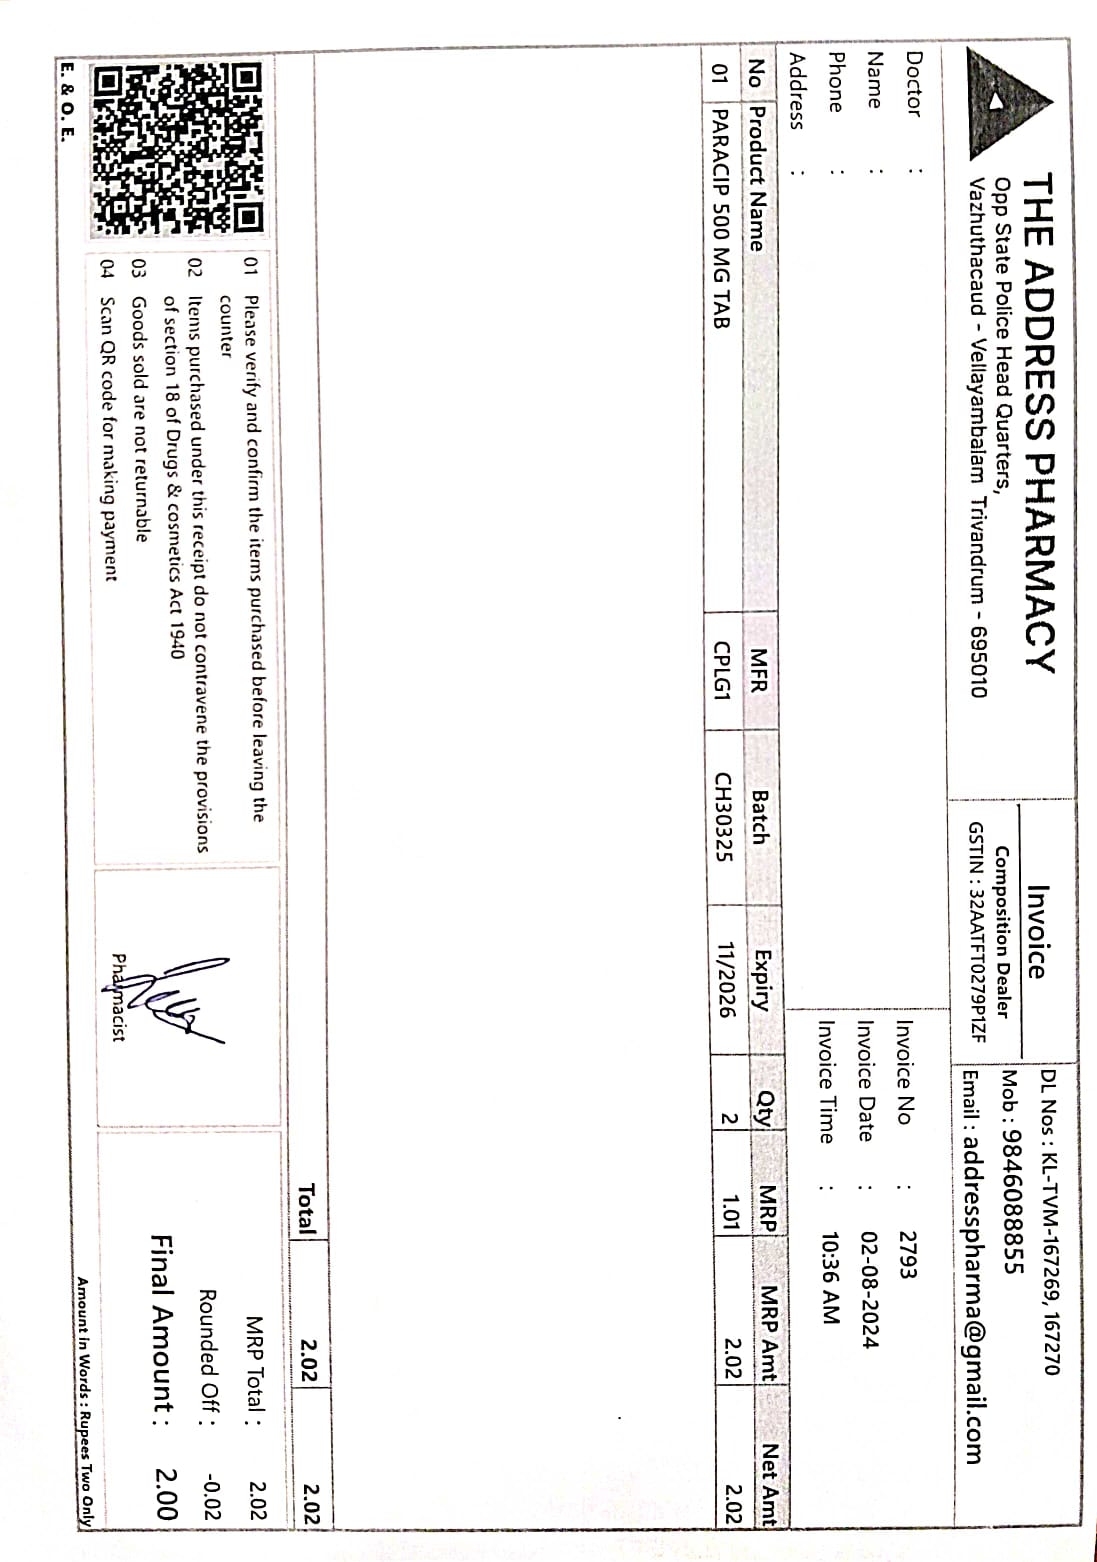 THE ADDRESS PHARMACY
Opp State Police Head Quarters,
Vazhuthacaud - Vellayambalam Trivandrum - 695010
Invoice
Composition Dealer
GSTIN : 32AATFT0279P1ZF
DL Nos : KL-TVM-167269, 167270
Mob : 9846088855
Email : addresspharma@gmail.com
Doctor :
Name :
Phone :
Address :
Invoice No : 2793
Invoice Date : 02-08-2024
Invoice Time : 10:36 AM
No Product Name MFR Batch Expiry Qty MRP MRP Amt Net Amt
01 PARACIP 500 MG TAB CPLG1 CH30325 11/2026 2 1.01 2.02 2.02
Total 2.02 2.02
01 Please verify and confirm the items purchased before leaving the
counter
02 Items purchased under this receipt do not contravene the provisions
of section 18 of Drugs & cosmetics Act 1940
03 Goods sold are not returnable
04 Scan QR code for making payment
Pharmacist
MRP Total : 2.02
Rounded Off : -0.02
Final Amount : 2.00
E. & O. E.
Amount in Words : Rupees Two Only